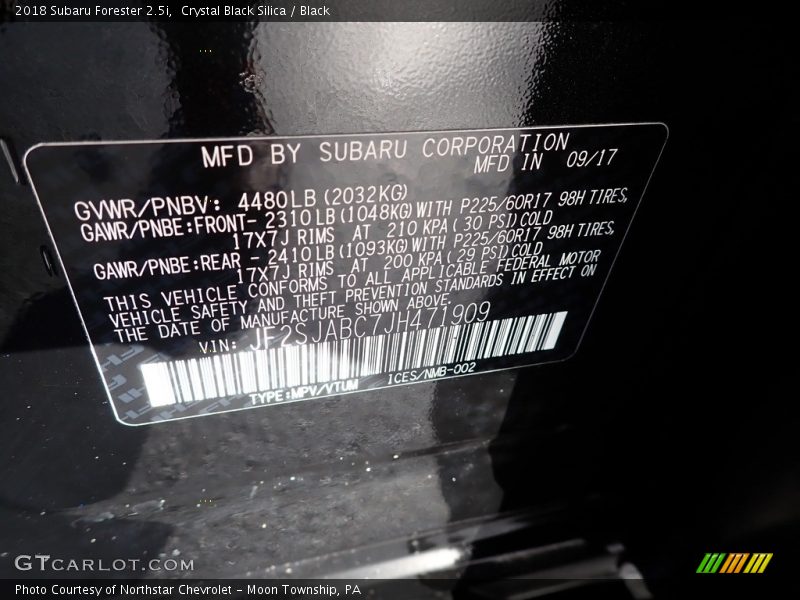 2018 Subaru Forester 2.5i,  Crystal Black Silica / Black
MFD BY SUBARU CORPORATION
MFD IN 09/17
GVWR/PNBV: 4480LB (2032KG)
GAWR/PNBE:FRONT- 2310LB(1048KG)WITH P225/60R17 98H TIRES,
17X7J RIMS AT 210 KPA( 30 PSI)COLD
GAWR/PNBE:REAR - 2410LB(1093KG)WITH P225/60R17 98H TIRES,
17X7J RIMS AT 200 KPA( 29 PSI)COLD
THIS VEHICLE CONFORMS TO ALL APPLICABLE FEDERAL MOTOR
VEHICLE SAFETY AND THEFT PREVENTION STANDARDS IN EFFECT ON
THE DATE OF MANUFACTURE SHOWN ABOVE.
VIN: JF2SJABC7JH471909
TYPE:MPV/VTUM ICES/NMB-002
GTCARLOT.COM
Photo Courtesy of Northstar Chevrolet - Moon Township, PA